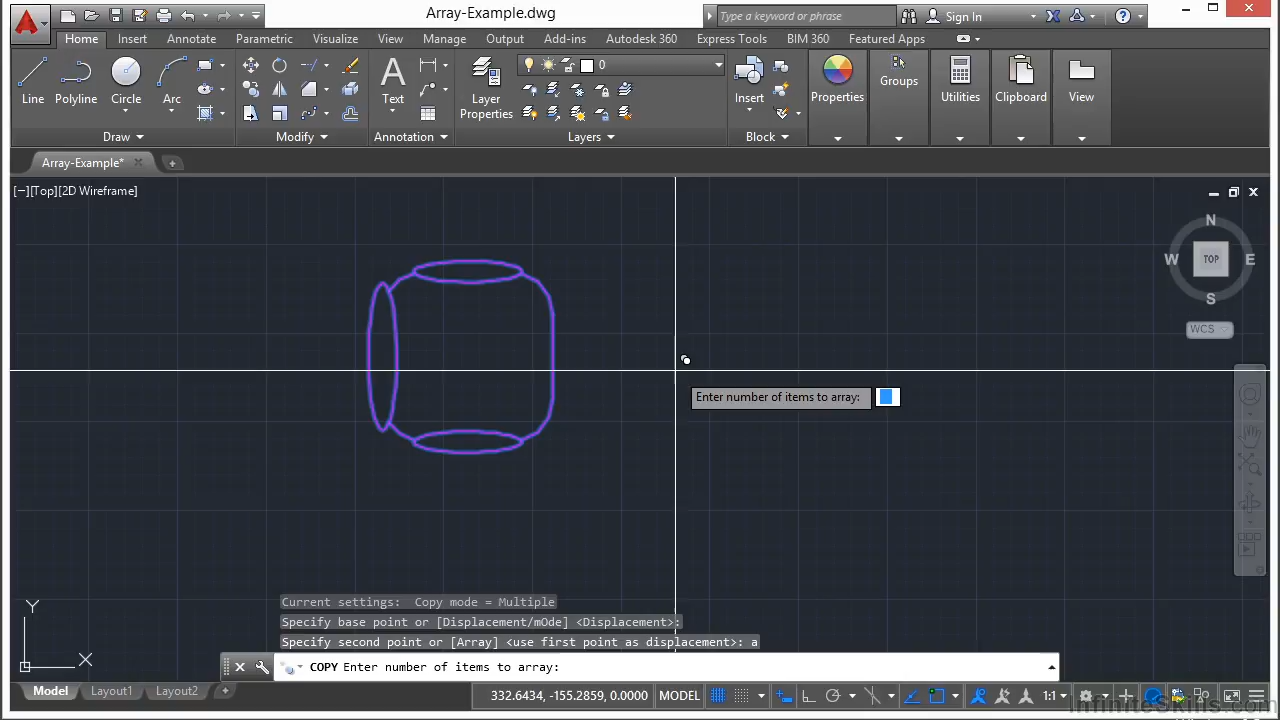 Array-Example.dwg
Type a keyword or phrase
Sign In
Home Insert Annotate Parametric Visualize View Manage Output Add-ins Autodesk 360 Express Tools BIM 360 Featured Apps
0
Line Polyline Circle Arc
Text
Layer Properties
Insert
Properties
Groups
Utilities
Clipboard
View
Draw Modify Annotation Layers Block
Array-Example*
[−][Top][2D Wireframe]
N
W TOP E
S
WCS
Enter number of items to array:
Current settings: Copy mode = Multiple
Specify base point or [Displacement/mOde] <Displacement>:
Specify second point or [Array] <use first point as displacement>: a
COPY Enter number of items to array:
Y
X
Model Layout1 Layout2
332.6434, -155.2859, 0.0000 MODEL 1:1
InfiniteSkills.com